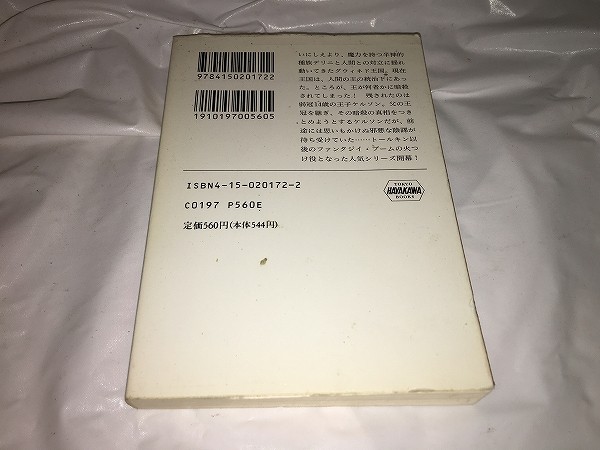 9784150201722
1910197005605
いにしえより、魔力を持つ半神的
種族デリニと人間との対立に揺れ
動いてきたグウィネド王国。現在
王国は、人間の王の統治下にあっ
た。ところが、王が何者かに暗殺
されてしまった! 残されたのは
弱冠14歳の王子ケルソン。父の王
冠を継ぎ、その暗殺の真相をつき
とめようとするケルソンだが、前
途には思いもかけぬ邪悪な陰謀が
待ち受けていた……トールキン以
後のファンタジイ・ブームの火つ
け役となった人気シリーズ開幕!
ISBN4-15-020172-2
C0197 P560E
定価560円(本体544円)
TOKYO
HAYAKAWA
BOOKS